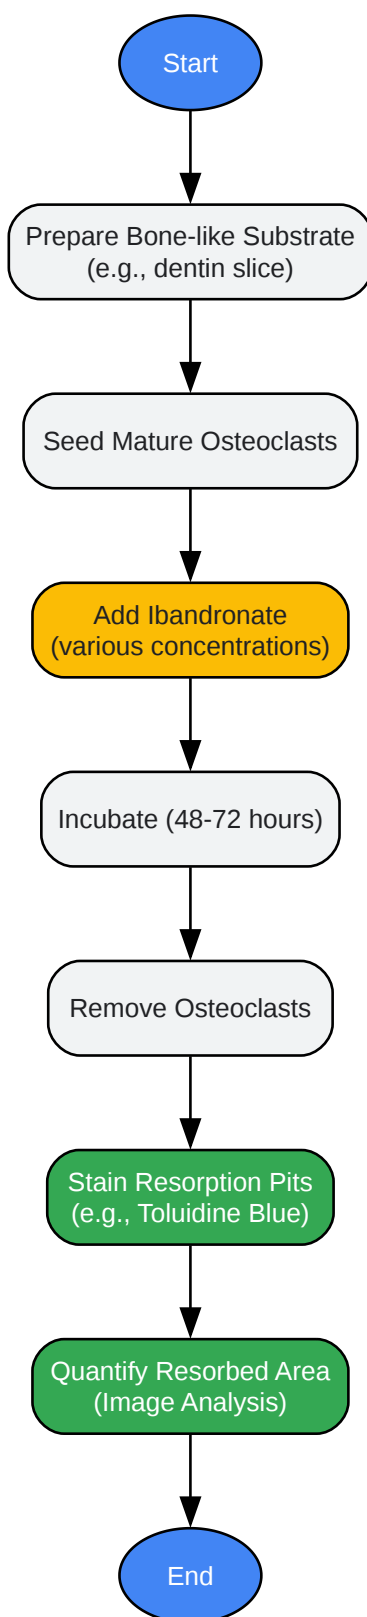 Start
Prepare Bone-like Substrate
(e.g., dentin slice)
Seed Mature Osteoclasts
Add Ibandronate
(various concentrations)
Incubate (48-72 hours)
Remove Osteoclasts
Stain Resorption Pits
(e.g., Toluidine Blue)
Quantify Resorbed Area
(Image Analysis)
End